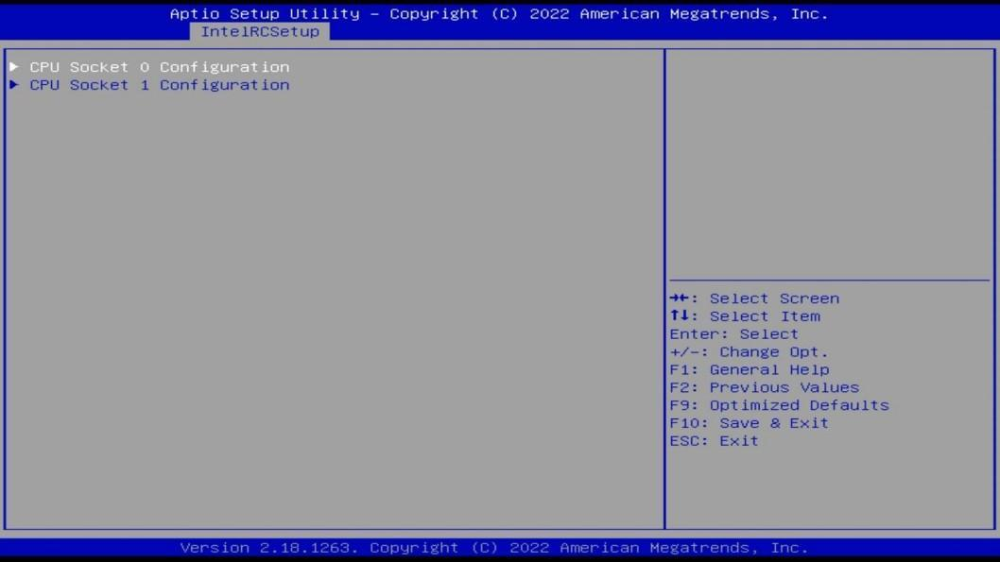 Aptio Setup Utility – Copyright (C) 2022 American Megatrends, Inc.
IntelRCSetup
▶ CPU Socket 0 Configuration
▶ CPU Socket 1 Configuration
→←: Select Screen
↑↓: Select Item
Enter: Select
+/-: Change Opt.
F1: General Help
F2: Previous Values
F9: Optimized Defaults
F10: Save & Exit
ESC: Exit
Version 2.18.1263. Copyright (C) 2022 American Megatrends, Inc.